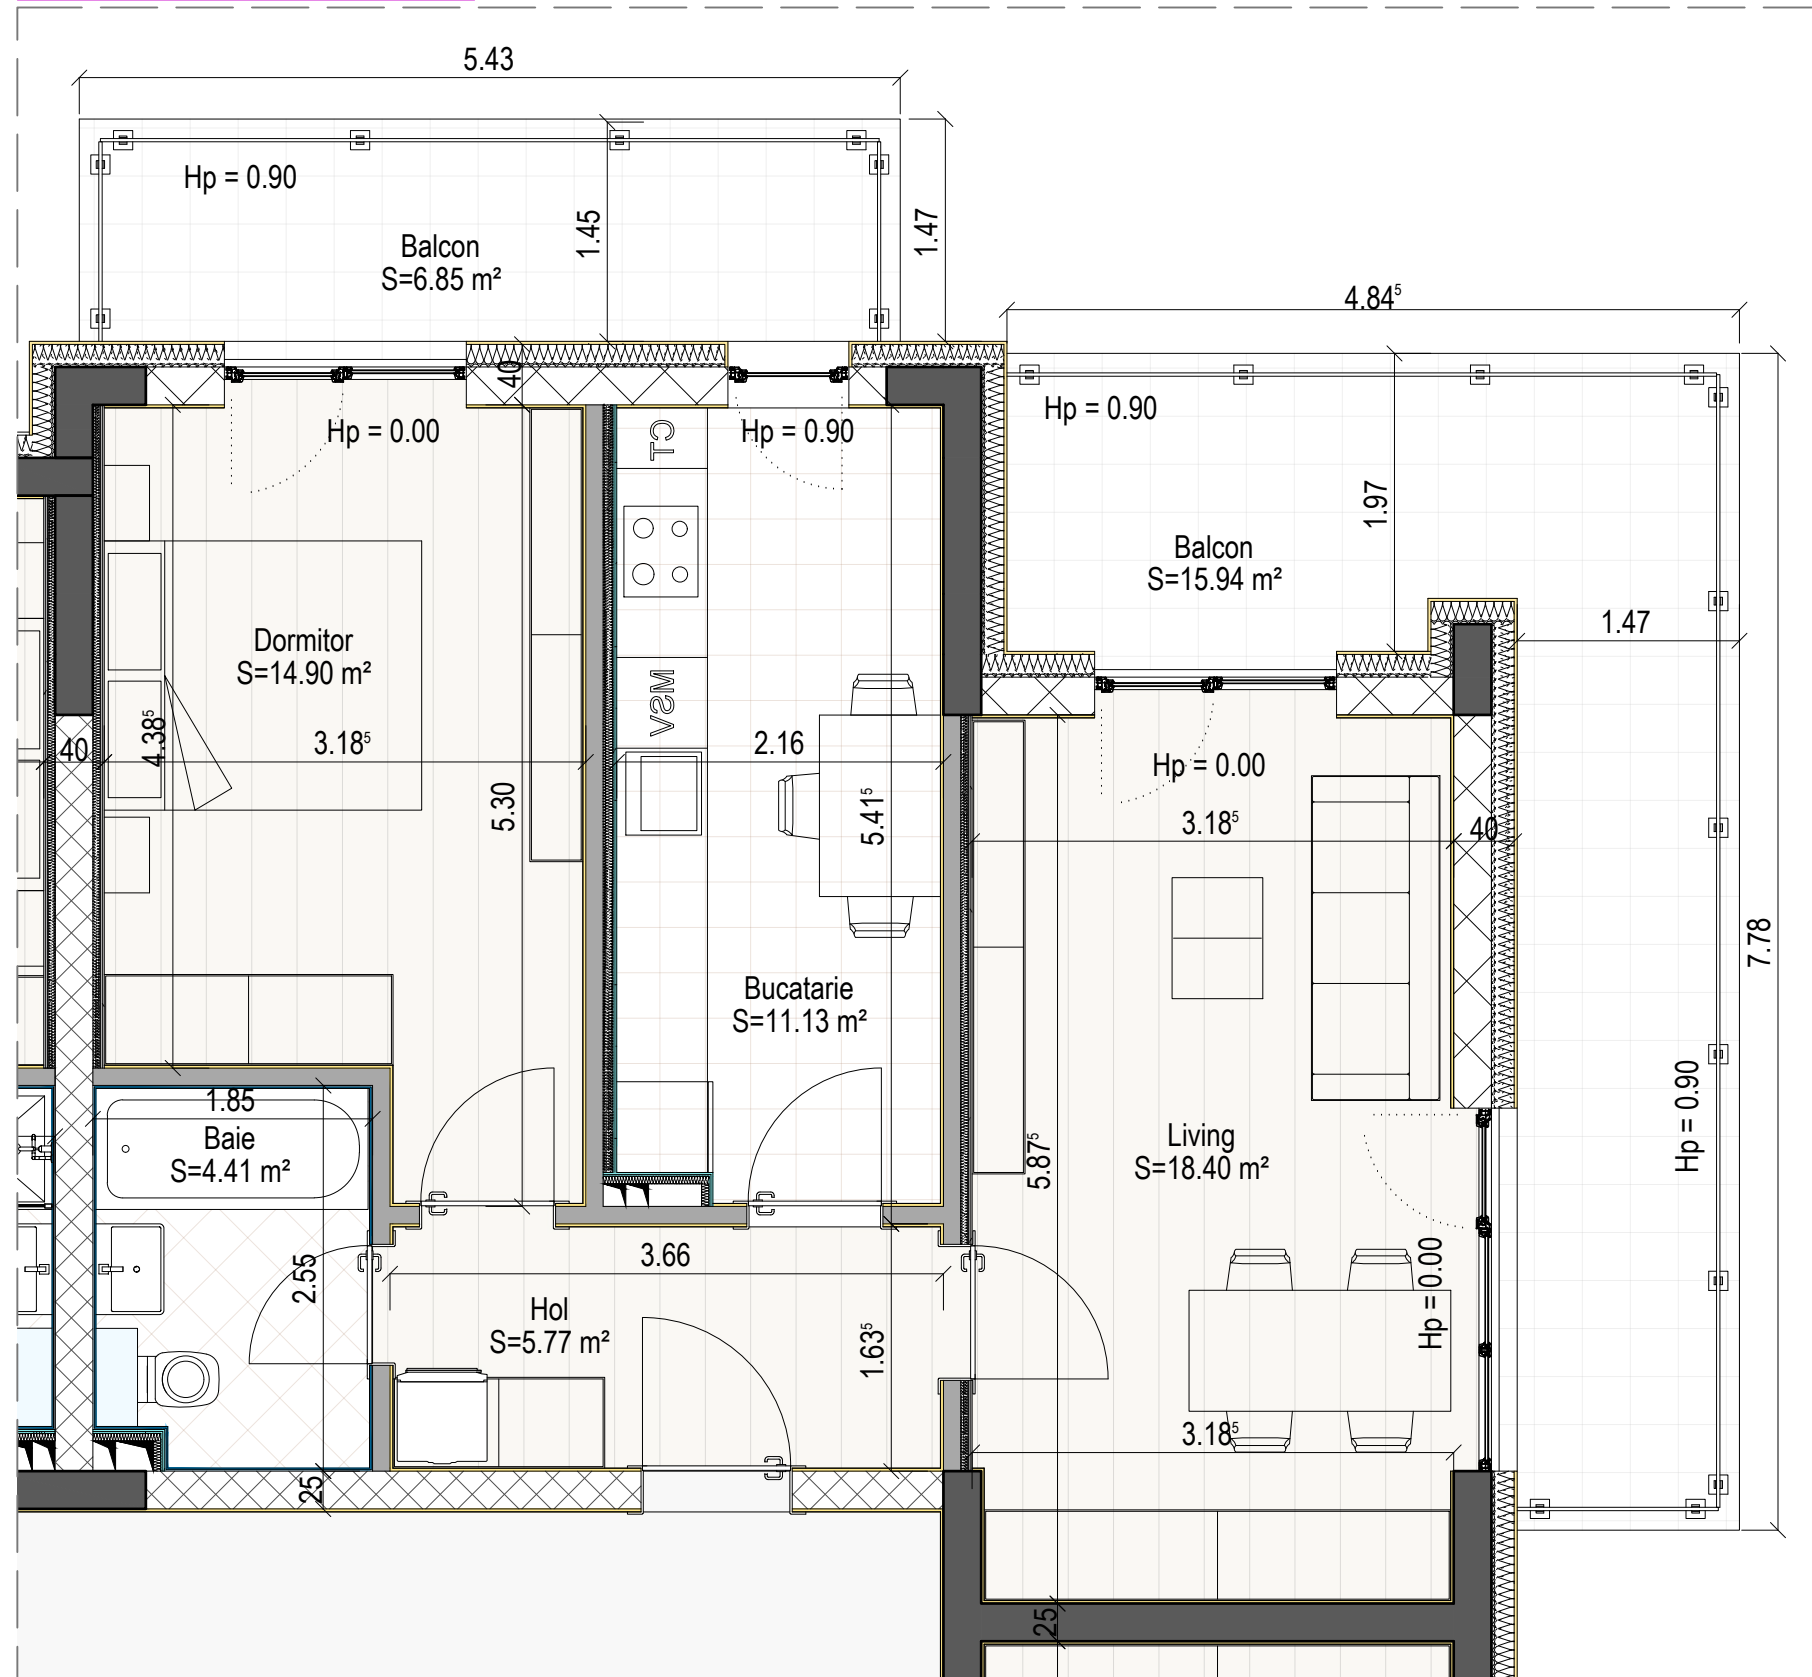 5.43
Hp = 0.90
1.45
1.47
Balcon
S=6.85 m²
4.84⁵
40
Hp = 0.00
CT
Hp = 0.90
Hp = 0.90
1.97
Balcon
S=15.94 m²
1.47
Dormitor
S=14.90 m²
MSV
40
4.38⁵
3.18⁵
2.16
5.30
5.41⁵
Hp = 0.00
3.18⁵
40
7.78
Bucatarie
S=11.13 m²
1.85
Baie
S=4.41 m²
Living
S=18.40 m²
5.87⁵
Hp = 0.90
2.55
3.66
Hol
S=5.77 m²
1.63⁵
Hp = 0.00
3.18⁵
25
25